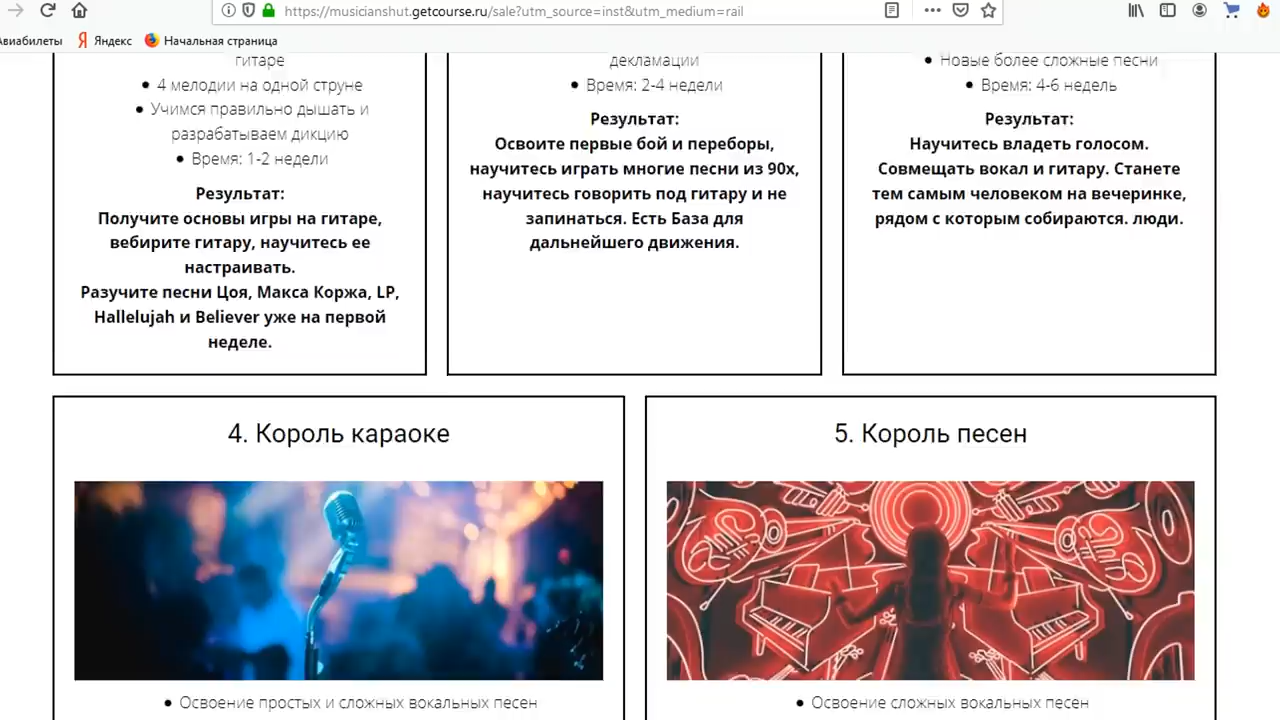 https://musicianshut.getcourse.ru/sale?utm_source=inst&utm_medium=rail
Авиабилеты Яндекс Начальная страница
гитаре
• 4 мелодии на одной струне
• Учимся правильно дышать и
разрабатываем дикцию
• Время: 1-2 недели
Результат:
Получите основы игры на гитаре,
вебирите гитару, научитесь ее
настраивать.
Разучите песни Цоя, Макса Коржа, LP,
Hallelujah и Believer уже на первой
неделе.
декламации
• Время: 2-4 недели
Результат:
Освоите первые бой и переборы,
научитесь играть многие песни из 90х,
научитесь говорить под гитару и не
запинаться. Есть База для
дальнейшего движения.
• Новые более сложные песни
• Время: 4-6 недель
Результат:
Научитесь владеть голосом.
Совмещать вокал и гитару. Станете
тем самым человеком на вечеринке,
рядом с которым собираются. люди.
4. Король караоке
• Освоение простых и сложных вокальных песен
5. Король песен
• Освоение сложных вокальных песен